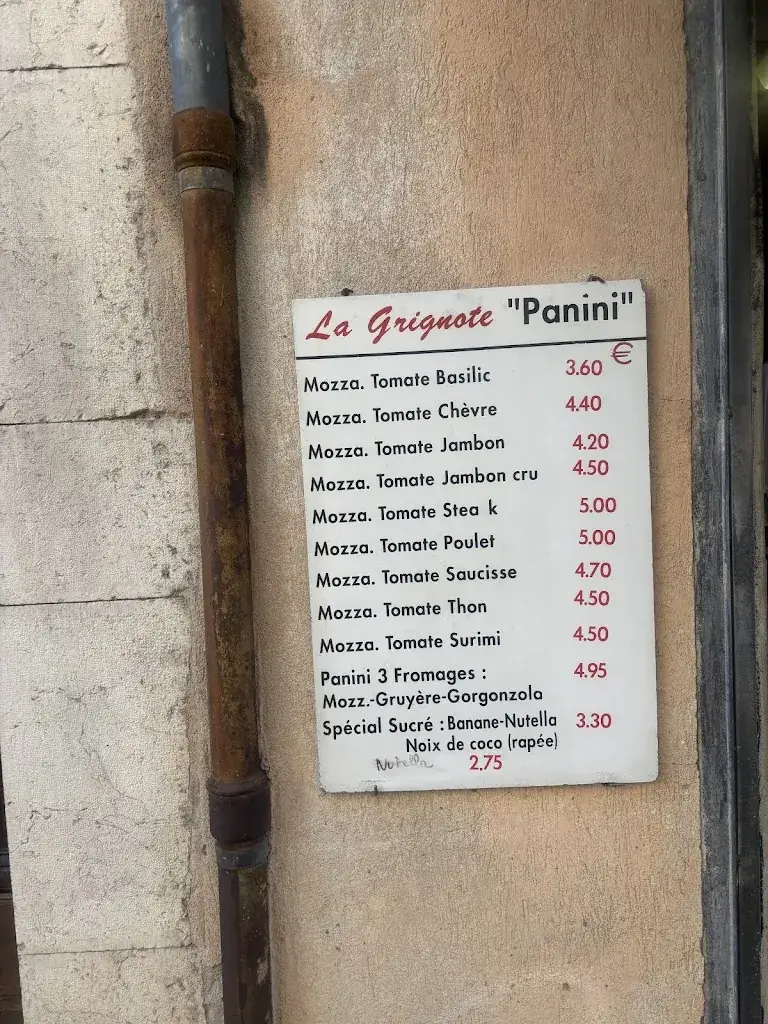 La Grignote "Panini"
€
Mozza. Tomate Basilic 3.60
Mozza. Tomate Chèvre 4.40
Mozza. Tomate Jambon 4.20
Mozza. Tomate Jambon cru 4.50
Mozza. Tomate Stea k 5.00
Mozza. Tomate Poulet 5.00
Mozza. Tomate Saucisse 4.70
Mozza. Tomate Thon 4.50
Mozza. Tomate Surimi 4.50
Panini 3 Fromages : 4.95
Mozz.-Gruyère-Gorgonzola
Spécial Sucré : Banane-Nutella 3.30
Noix de coco (rapée)
Nutella 2.75